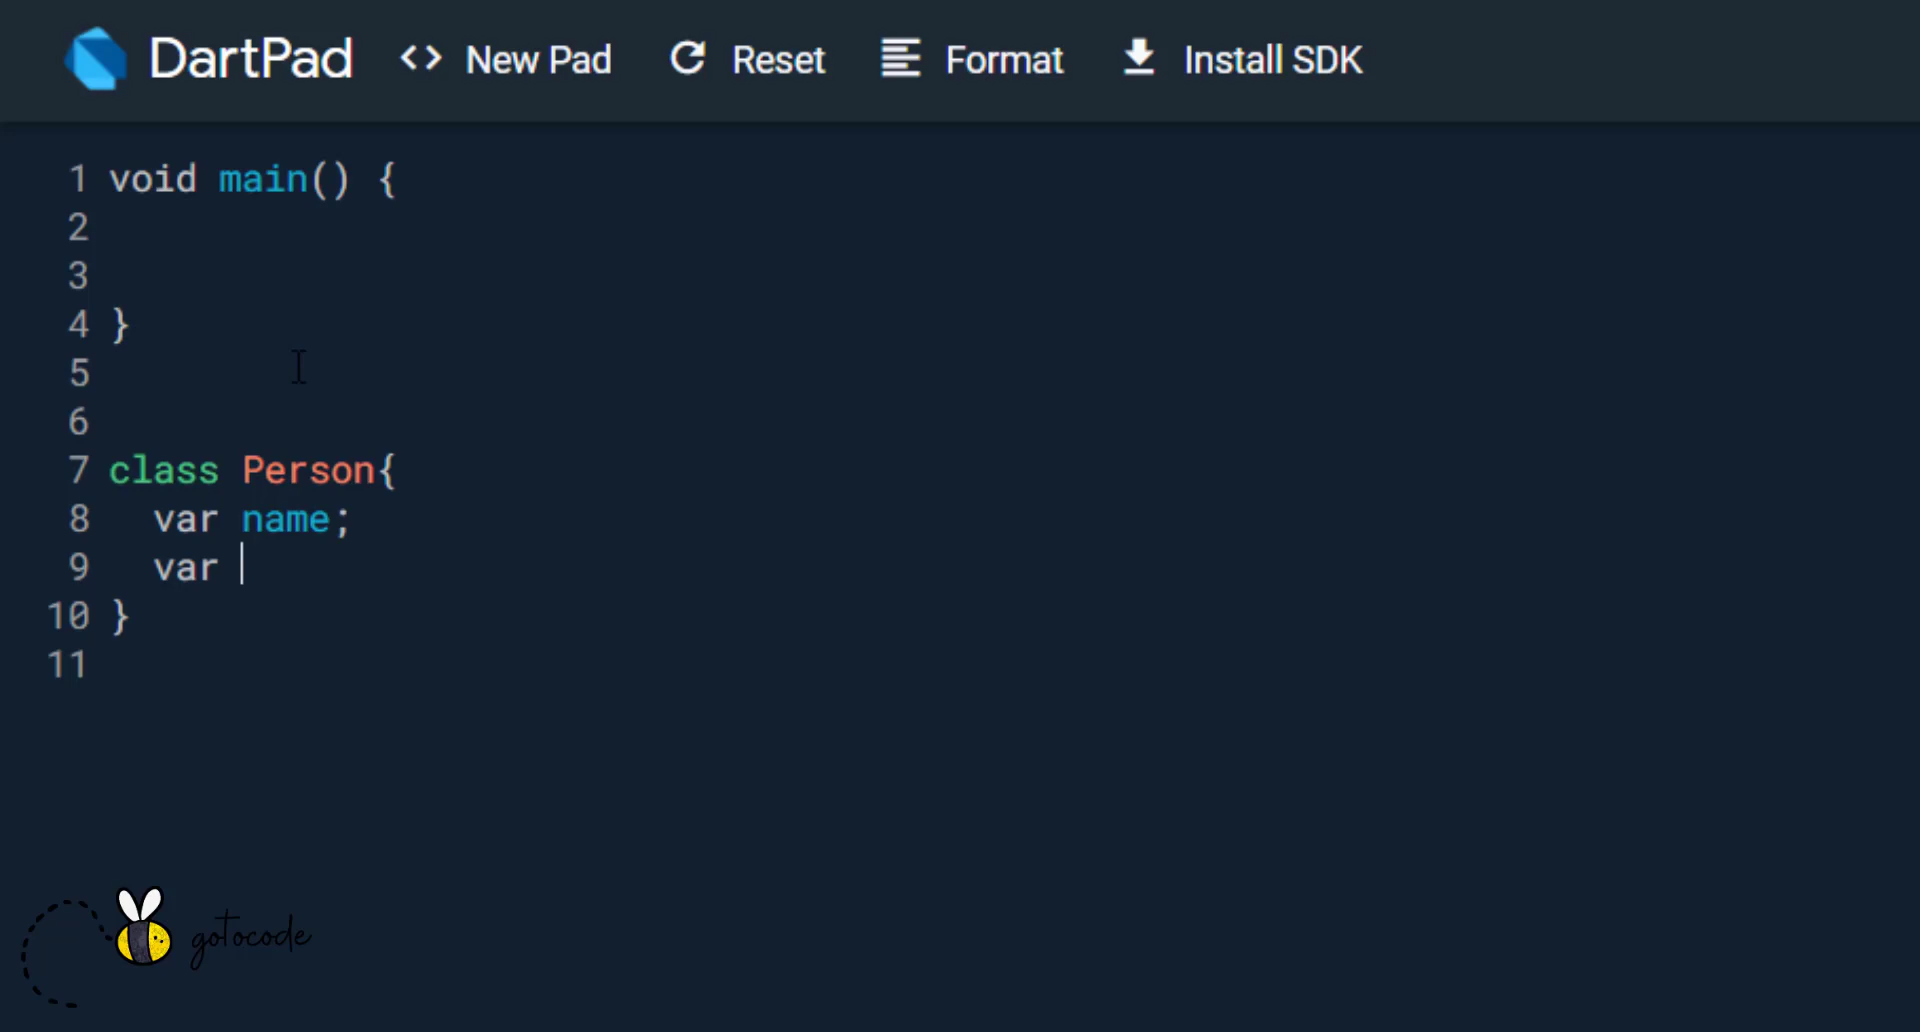 DartPad <> New Pad Reset Format Install SDK
1 void main() {
2
3
4 }
5
6
7 class Person{
8 var name;
9 var
10 }
11
gotocode